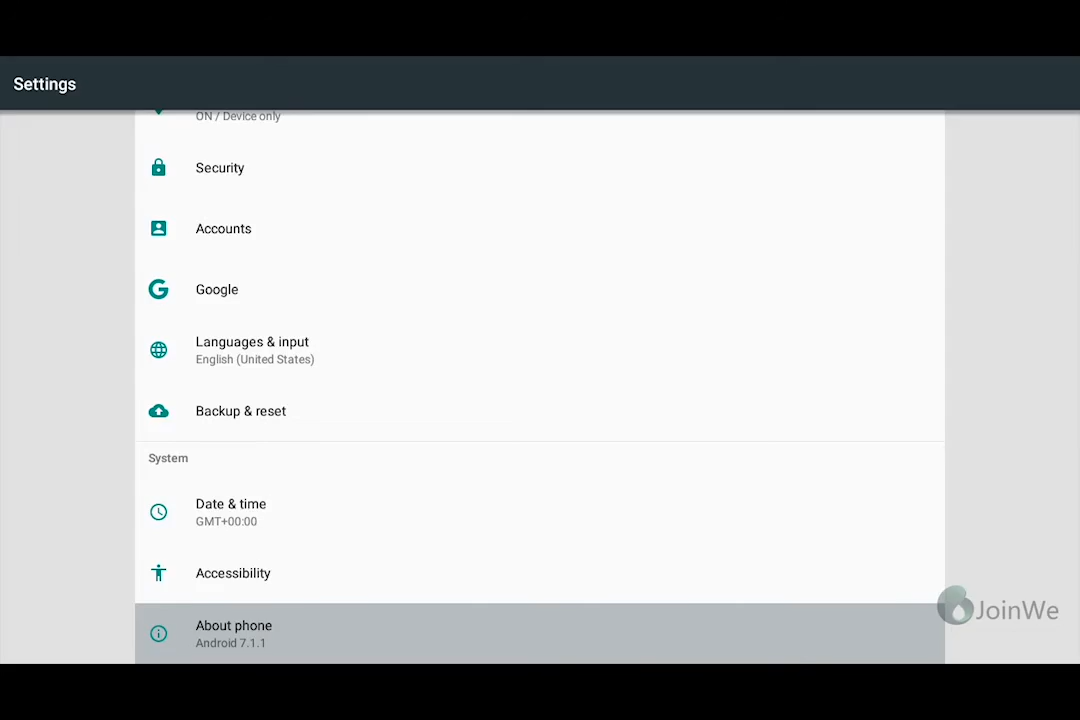 Settings
ON / Device only
Security
Accounts
Google
Languages & input
English (United States)
Backup & reset
System
Date & time
GMT+00:00
Accessibility
About phone
Android 7.1.1
JoinWe